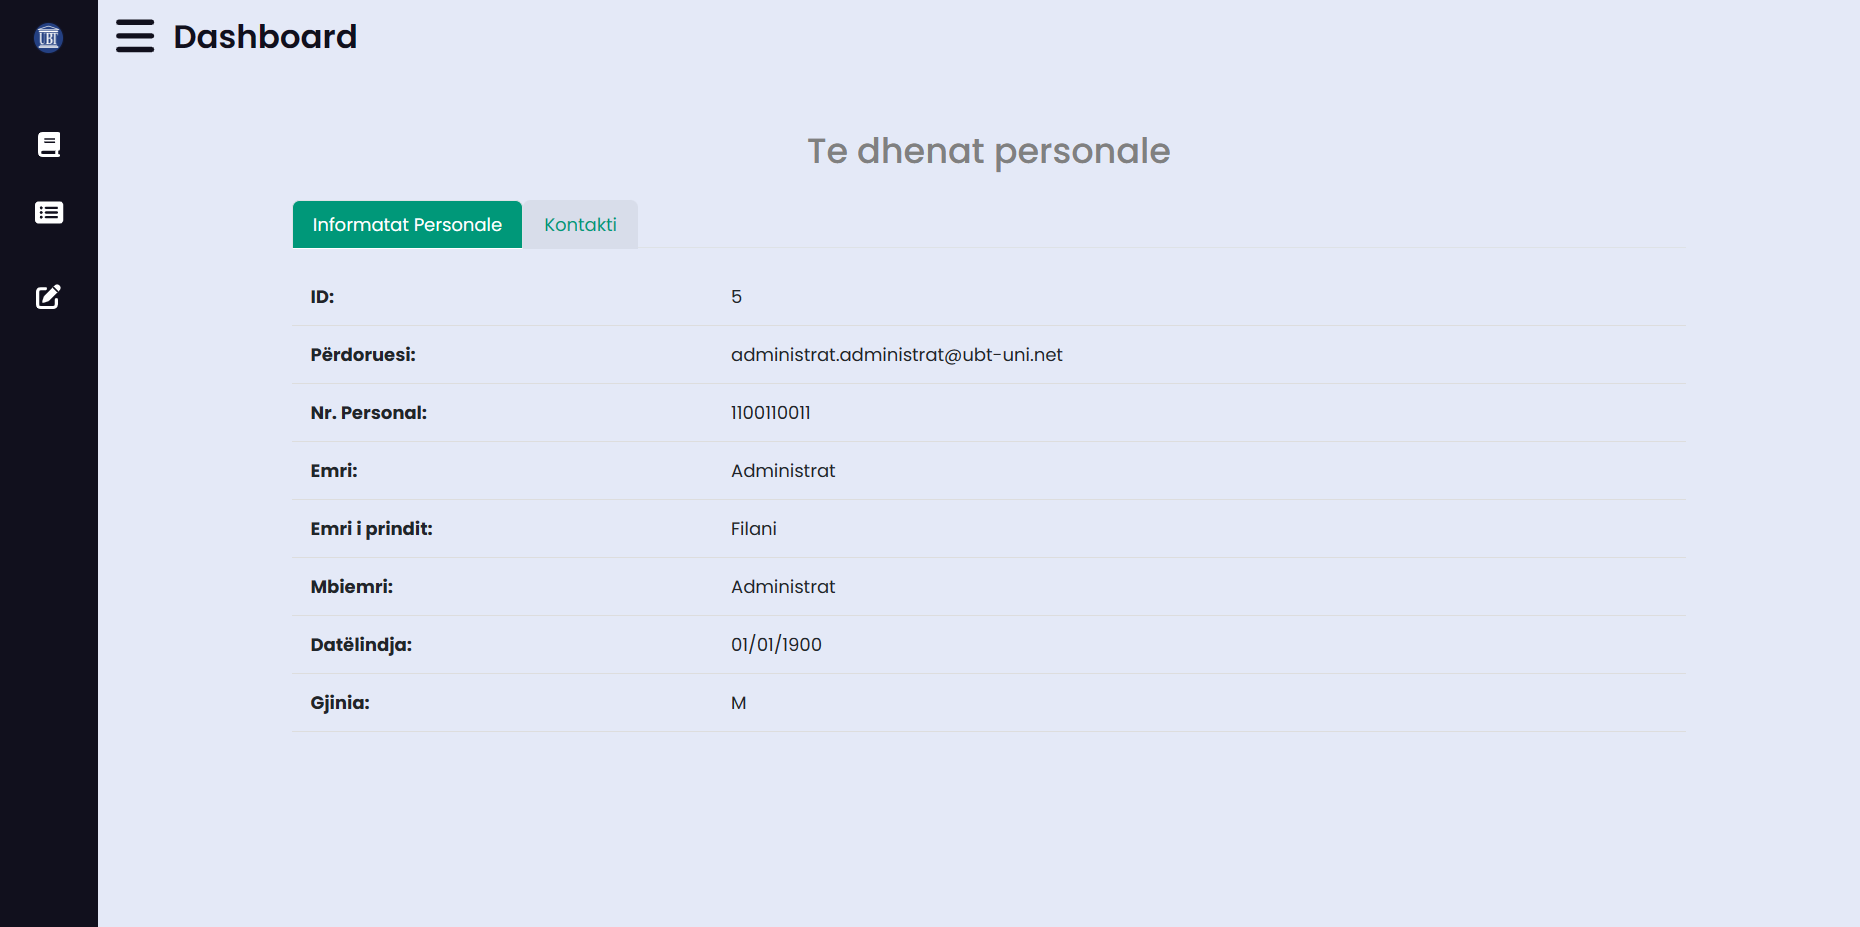 UBT
Dashboard
Te dhenat personale
Informatat Personale Kontakti
ID: 5
Përdoruesi: administrat.administrat@ubt-uni.net
Nr. Personal: 1100110011
Emri: Administrat
Emri i prindit: Filani
Mbiemri: Administrat
Datëlindja: 01/01/1900
Gjinia: M